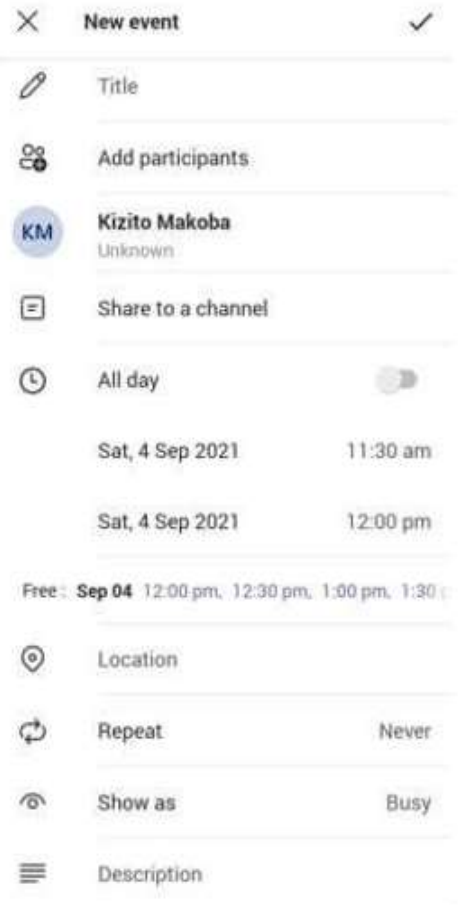 New event
Title
Add participants
KM
Kizito Makoba
Unknown
Share to a channel
All day
Sat, 4 Sep 2021 11:30 am
Sat, 4 Sep 2021 12:00 pm
Free: Sep 04 12:00 pm, 12:30 pm, 1:00 pm, 1:30
Location
Repeat Never
Show as Busy
Description